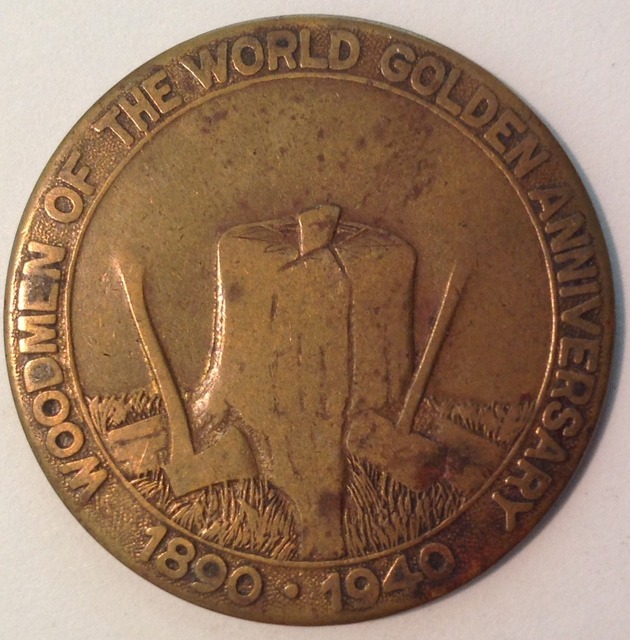 WOODMEN OF THE WORLD GOLDEN ANNIVERSARY
1890 · 1940